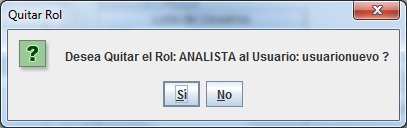 Quitar Rol
Desea Quitar el Rol: ANALISTA al Usuario: usuarionuevo ?
Sí No